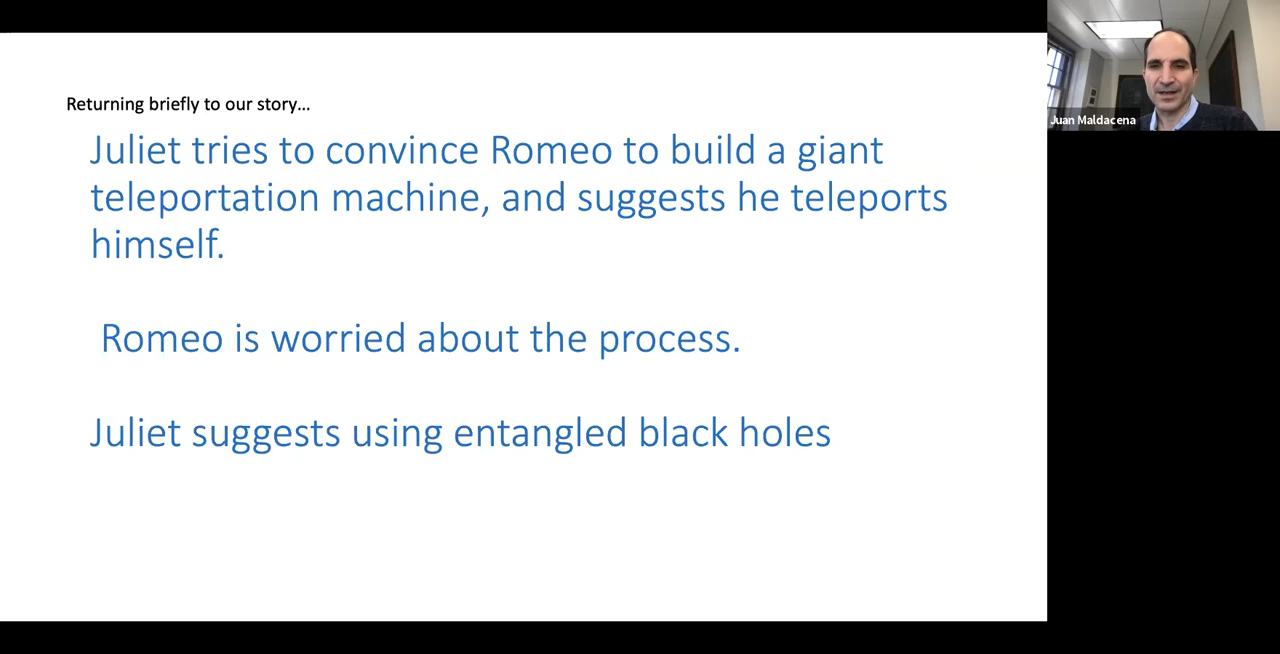 Returning briefly to our story...
Juliet tries to convince Romeo to build a giant
teleportation machine, and suggests he teleports
himself.
Romeo is worried about the process.
Juliet suggests using entangled black holes
Juan Maldacena